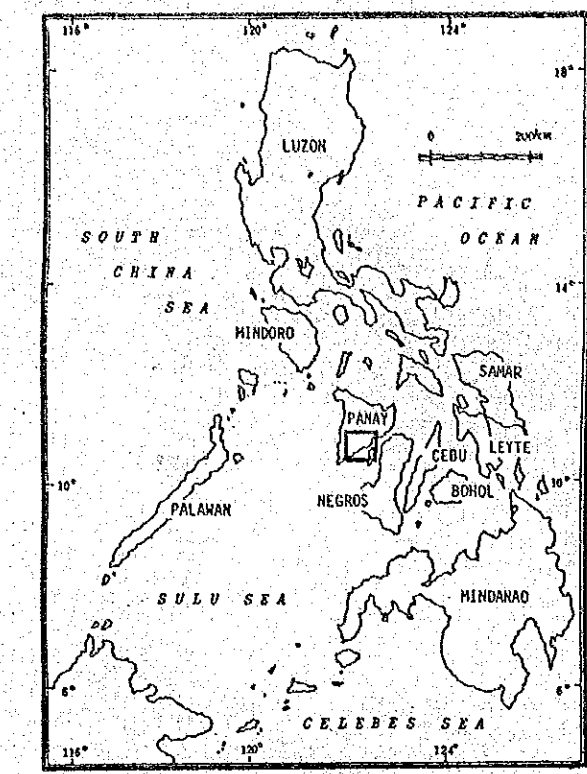 116° 120° 124°
18°
0 200km
LUZON
PACIFIC
OCEAN
SOUTH
CHINA
SEA
14°
MINDORO
SAMAR
PANAY
LEYTE
CEBU
10° 10°
BOHOL
NEGROS
PALAWAN
SULU SEA
MINDANAO
6° 6°
CELEBES SEA
116° 120° 124°